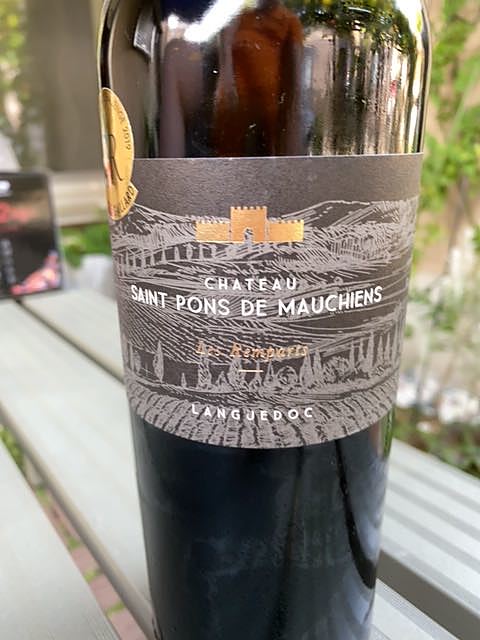 CHATEAU
SAINT PONS DE MAUCHIENS
Les Remparts
LANGUEDOC